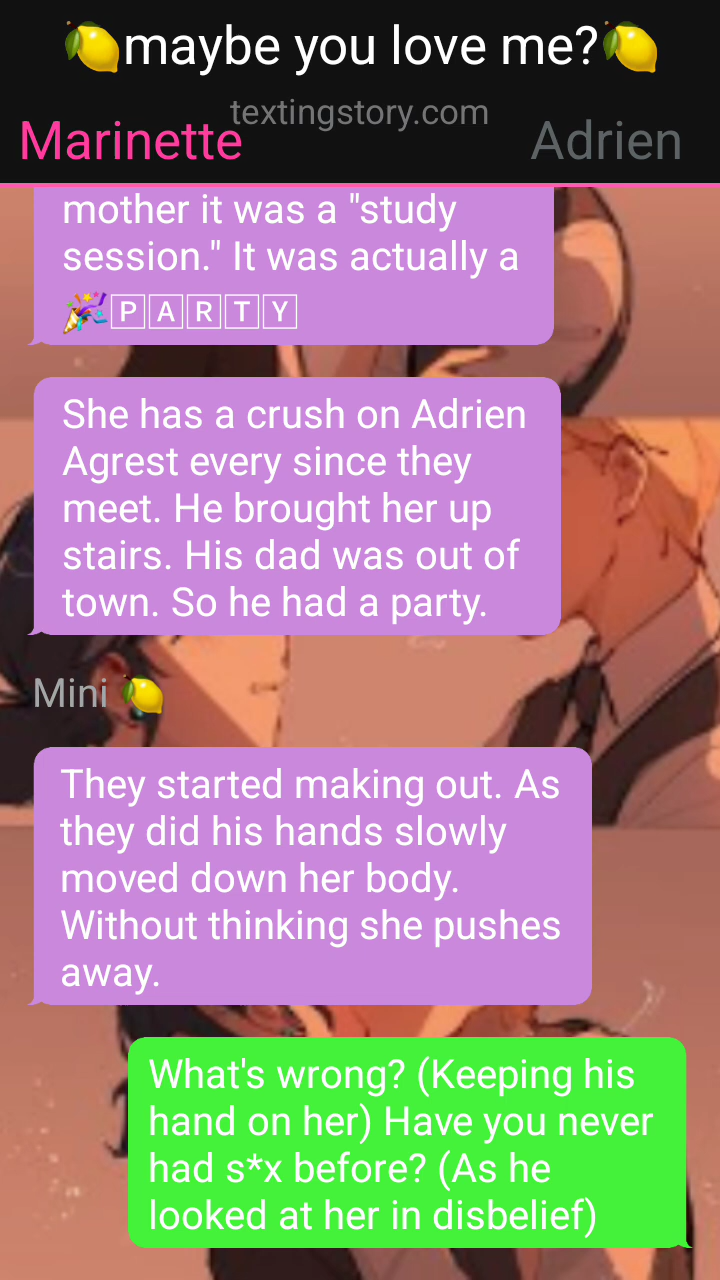 🍋maybe you love me?🍋
textingstory.com
Marinette
Adrien
mother it was a "study
session." It was actually a
🎉🄿🄰🅁🅃🅈
She has a crush on Adrien
Agrest every since they
meet. He brought her up
stairs. His dad was out of
town. So he had a party.
Mini 🍋
They started making out. As
they did his hands slowly
moved down her body.
Without thinking she pushes
away.
What's wrong? (Keeping his
hand on her) Have you never
had s*x before? (As he
looked at her in disbelief)